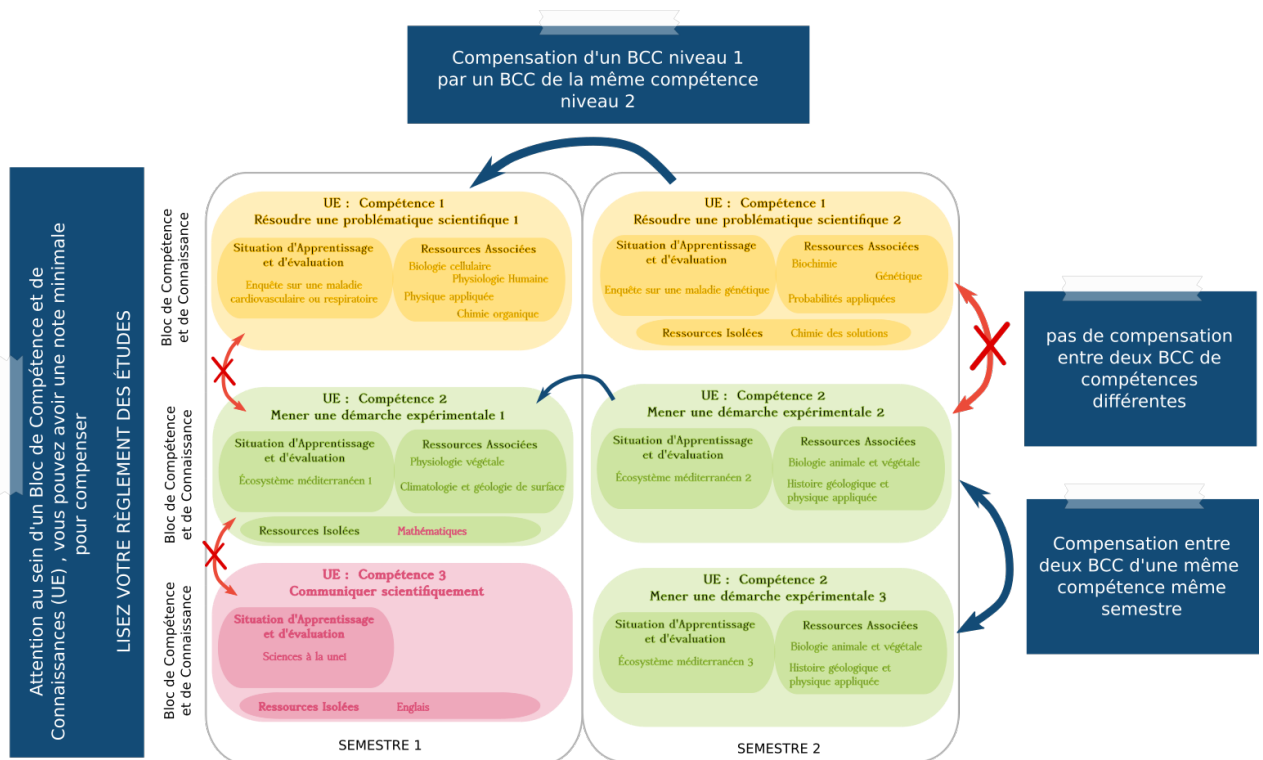 Compensation d'un BCC niveau 1
par un BCC de la même compétence
niveau 2
Attention au sein d'un Bloc de Compétence et de
Connaissances (UE) , vous pouvez avoir une note minimale
pour compenser
LISEZ VOTRE RÈGLEMENT DES ÉTUDES
Bloc de Compétence
et de Connaissance
UE : Compétence 1
Résoudre une problématique scientifique 1
Situation d'Apprentissage
et d'évaluation
Enquête sur une maladie
cardiovasculaire ou respiratoire
Ressources Associées
Biologie cellulaire
Physiologie Humaine
Physique appliquée
Chimie organique
Bloc de Compétence
et de Connaissance
UE : Compétence 2
Mener une démarche expérimentale 1
Situation d'Apprentissage
et d'évaluation
Écosystème méditerranéen 1
Ressources Associées
Physiologie végétale
Climatologie et géologie de surface
Ressources Isolées
Mathématiques
Bloc de Compétence
et de Connaissance
UE : Compétence 3
Communiquer scientifiquement
Situation d'Apprentissage
et d'évaluation
Sciences à la uneï
Ressources Isolées
Englais
SEMESTRE 1
UE : Compétence 1
Résoudre une problématique scientifique 2
Situation d'Apprentissage
et d'évaluation
Enquête sur une maladie génétique
Ressources Associées
Biochimie
Génétique
Probabilités appliquées
Ressources Isolées
Chimie des solutions
UE : Compétence 2
Mener une démarche expérimentale 2
Situation d'Apprentissage
et d'évaluation
Écosystème méditerranéen 2
Ressources Associées
Biologie animale et végétale
Histoire géologique et
physique appliquée
UE : Compétence 2
Mener une démarche expérimentale 3
Situation d'Apprentissage
et d'évaluation
Écosystème méditerranéen 3
Ressources Associées
Biologie animale et végétale
Histoire géologique et
physique appliquée
SEMESTRE 2
pas de compensation
entre deux BCC de
compétences
différentes
Compensation entre
deux BCC d'une même
compétence même
semestre